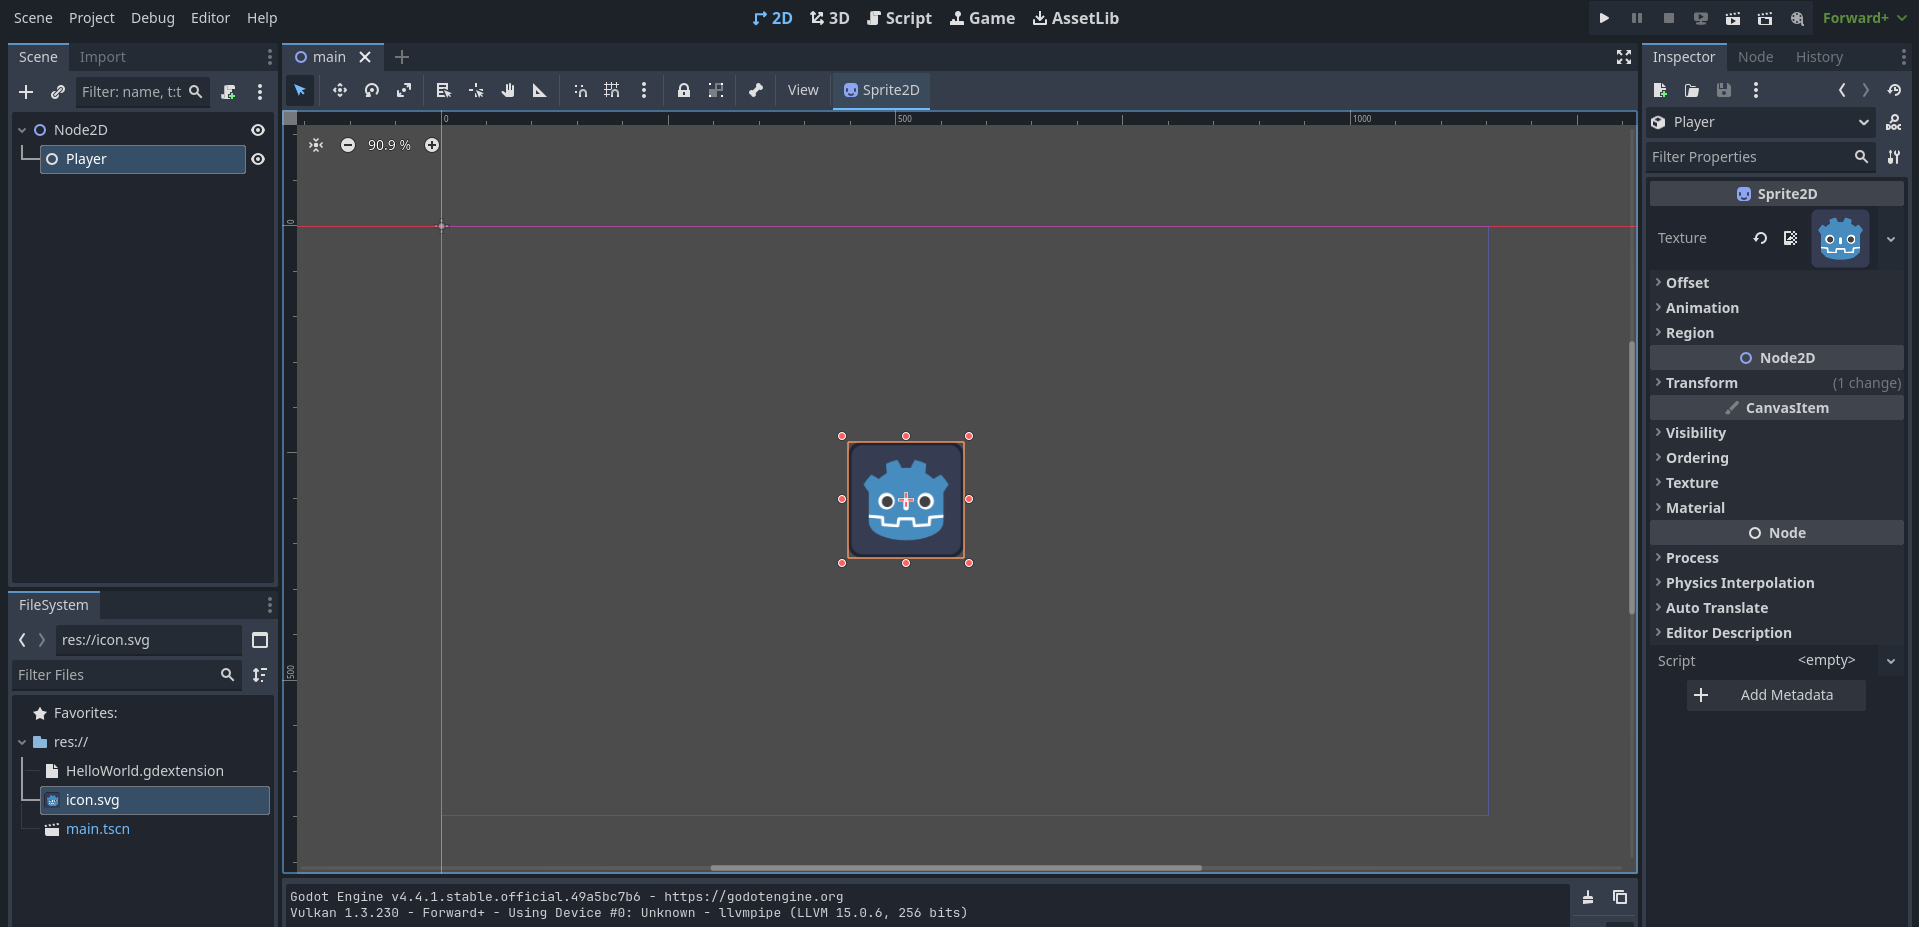 Scene Project Debug Editor Help
2D 3D Script Game AssetLib
Forward+
Scene Import
Filter: name, t:t
Node2D
Player
FileSystem
res://icon.svg
Filter Files
Favorites:
res://
HelloWorld.gdextension
icon.svg
main.tscn
main
View Sprite2D
0 500 1000
90.9 %
0
500
Godot Engine v4.4.1.stable.official.49a5bc7b6 - https://godotengine.org
Vulkan 1.3.230 - Forward+ - Using Device #0: Unknown - llvmpipe (LLVM 15.0.6, 256 bits)
Inspector Node History
Player
DOC
Filter Properties
Sprite2D
Texture
Offset
Animation
Region
Node2D
Transform (1 change)
CanvasItem
Visibility
Ordering
Texture
Material
Node
Process
Physics Interpolation
Auto Translate
Editor Description
Script <empty>
Add Metadata